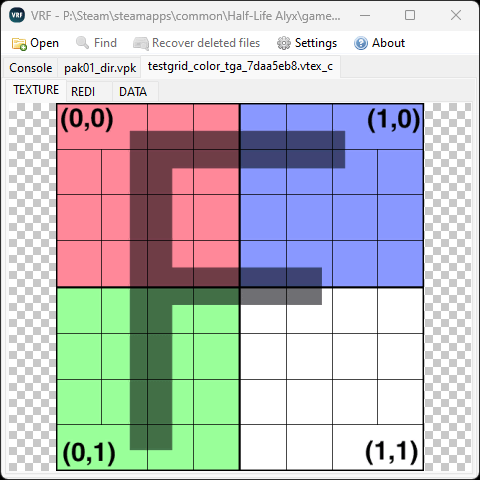 VRF - P:\Steam\steamapps\common\Half-Life Alyx\game...
Open Find Recover deleted files Settings About
Console pak01_dir.vpk testgrid_color_tga_7daa5eb8.vtex_c
TEXTURE REDI DATA
(0,0) (1,0)
F
(0,1) (1,1)